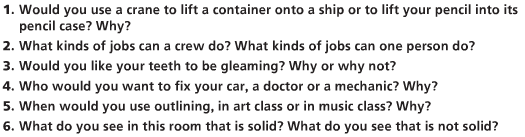 1. Would you use a crane to lift a container onto a ship or to lift your pencil into its
pencil case? Why?
2. What kinds of jobs can a crew do? What kinds of jobs can one person do?
3. Would you like your teeth to be gleaming? Why or why not?
4. Who would you want to fix your car, a doctor or a mechanic? Why?
5. When would you use outlining, in art class or in music class? Why?
6. What do you see in this room that is solid? What do you see that is not solid?